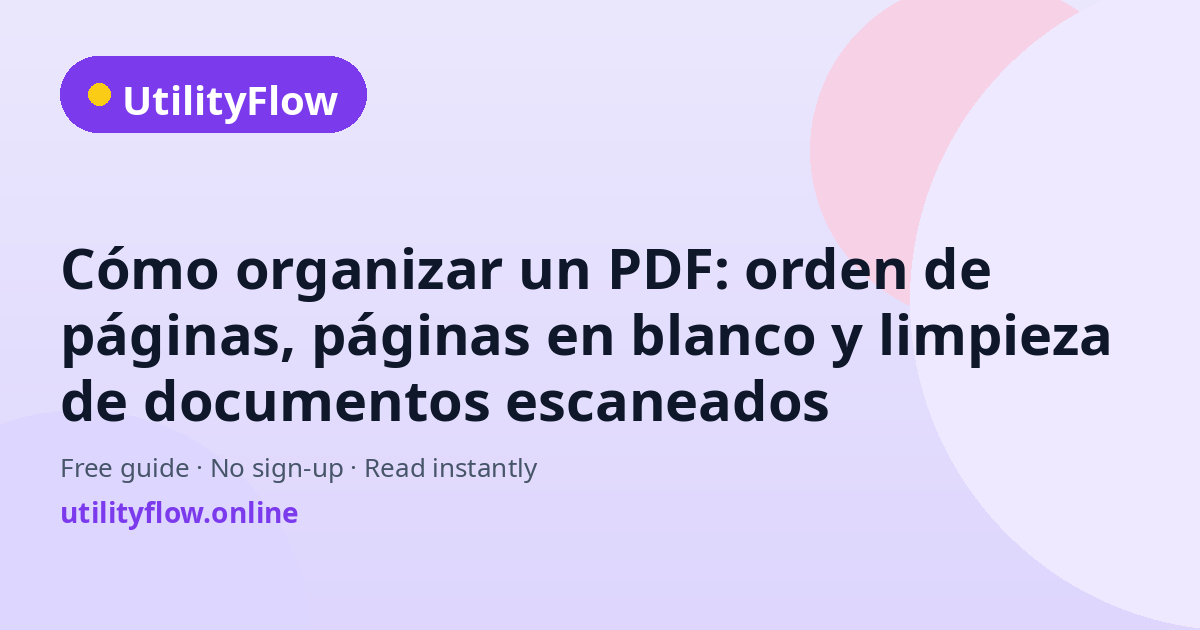 UtilityFlow
Cómo organizar un PDF: orden de
páginas, páginas en blanco y limpieza
de documentos escaneados
Free guide · No sign-up · Read instantly
utilityflow.online